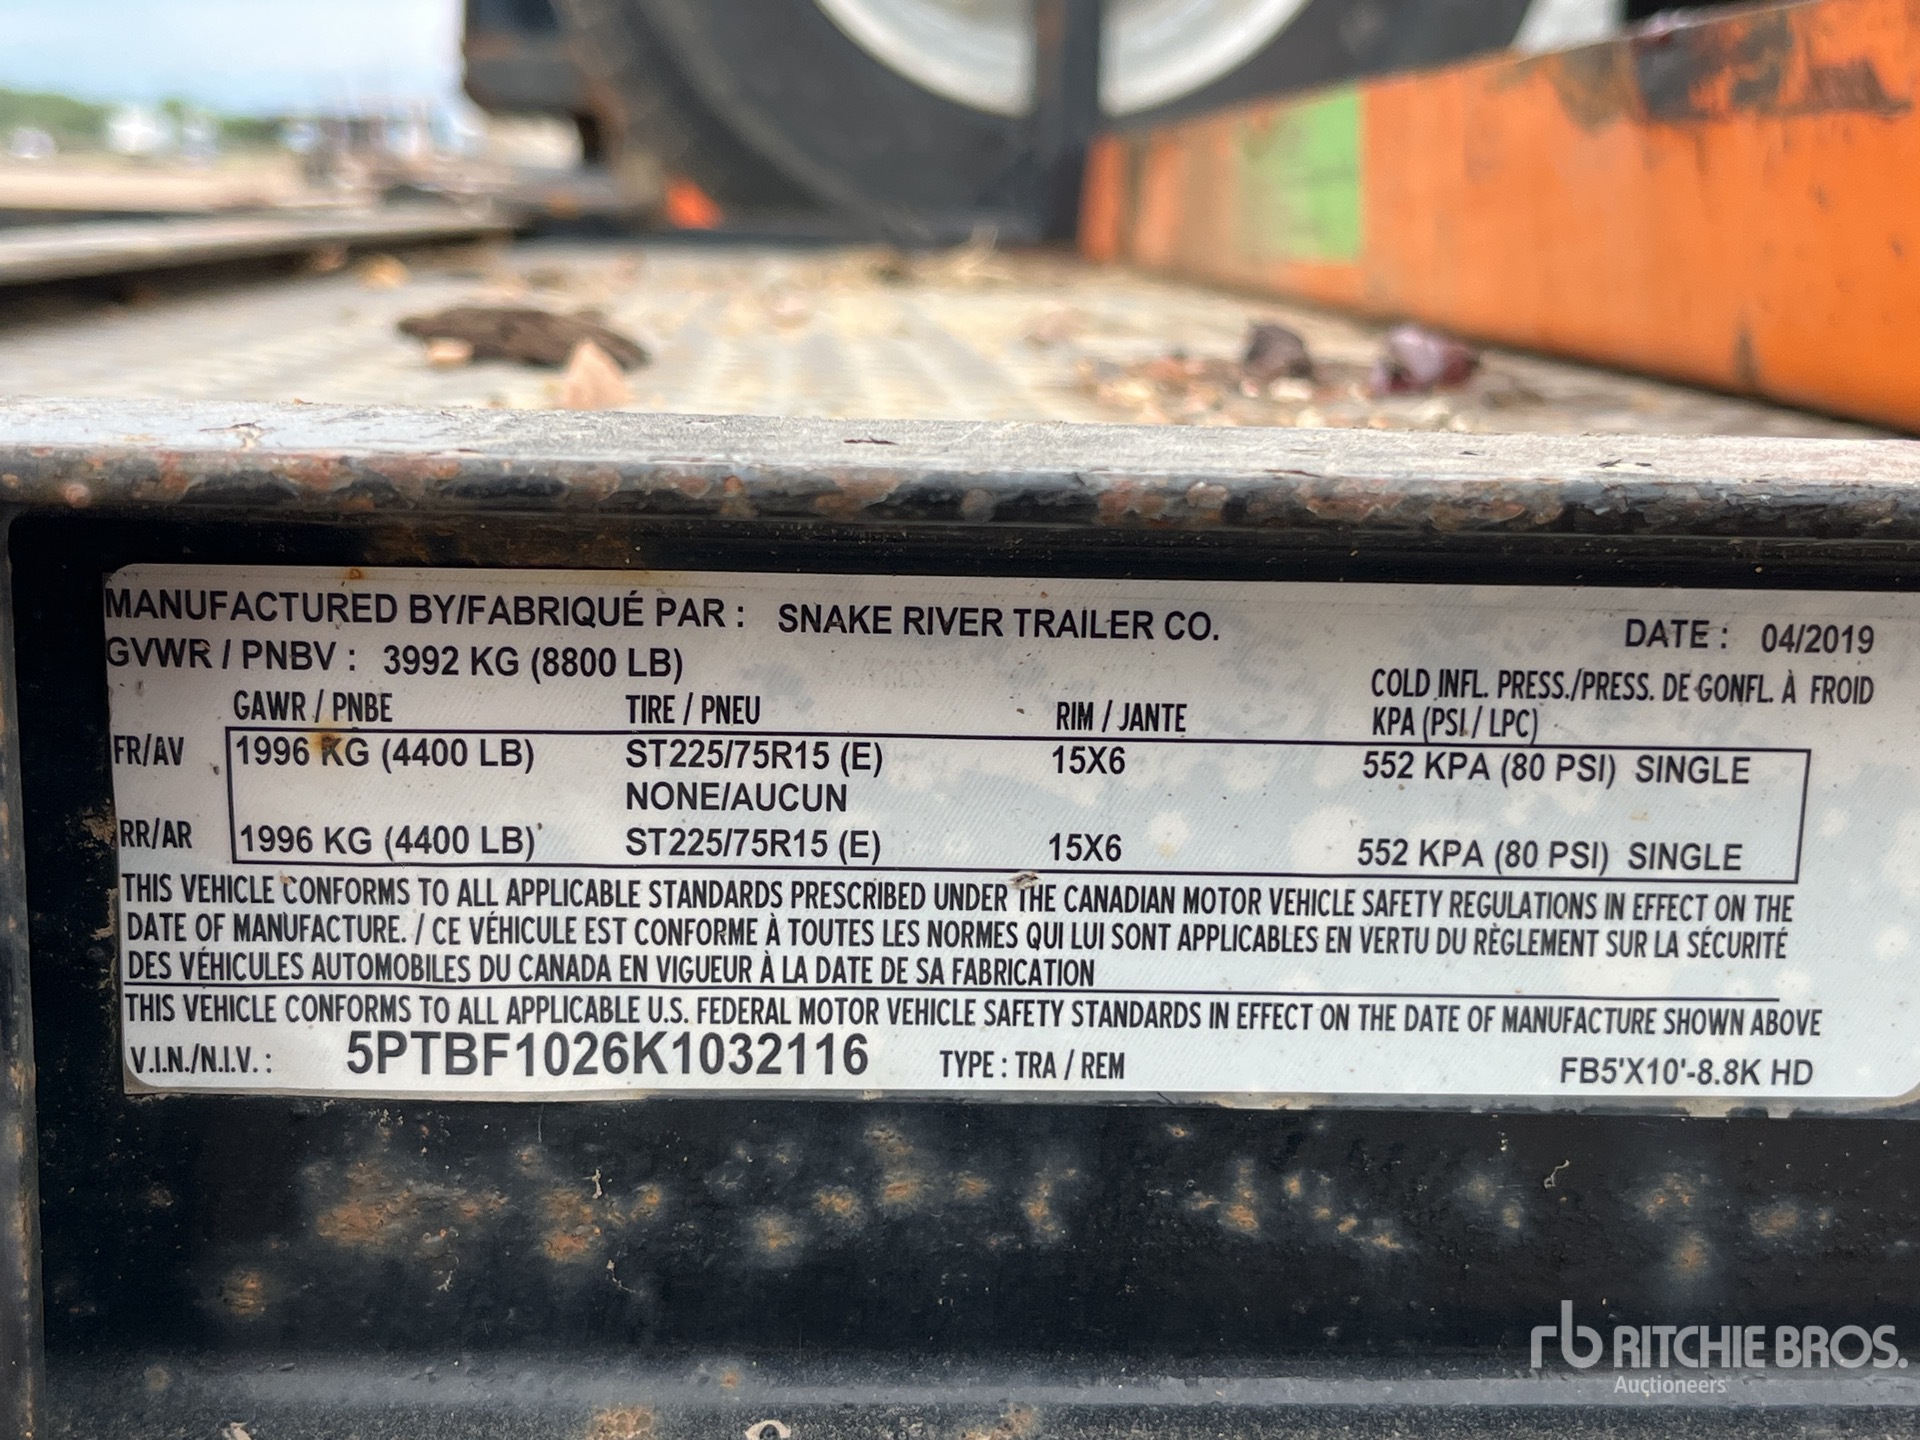 MANUFACTURED BY/FABRIQUÉ PAR : SNAKE RIVER TRAILER CO. DATE : 04/2019
GVWR / PNBV : 3992 KG (8800 LB)
GAWR / PNBE TIRE / PNEU RIM / JANTE COLD INFL. PRESS./PRESS. DE GONFL. À FROID
KPA (PSI / LPC)
FR/AV 1996 KG (4400 LB) ST225/75R15 (E) 15X6 552 KPA (80 PSI) SINGLE
NONE/AUCUN
RR/AR 1996 KG (4400 LB) ST225/75R15 (E) 15X6 552 KPA (80 PSI) SINGLE
THIS VEHICLE CONFORMS TO ALL APPLICABLE STANDARDS PRESCRIBED UNDER THE CANADIAN MOTOR VEHICLE SAFETY REGULATIONS IN EFFECT ON THE
DATE OF MANUFACTURE. / CE VÉHICULE EST CONFORME À TOUTES LES NORMES QUI LUI SONT APPLICABLES EN VERTU DU RÈGLEMENT SUR LA SÉCURITÉ
DES VÉHICULES AUTOMOBILES DU CANADA EN VIGUEUR À LA DATE DE SA FABRICATION
THIS VEHICLE CONFORMS TO ALL APPLICABLE U.S. FEDERAL MOTOR VEHICLE SAFETY STANDARDS IN EFFECT ON THE DATE OF MANUFACTURE SHOWN ABOVE
V.I.N./N.I.V. : 5PTBF1026K1032116 TYPE : TRA / REM FB5'X10'-8.8K HD
rb RITCHIE BROS.
Auctioneers